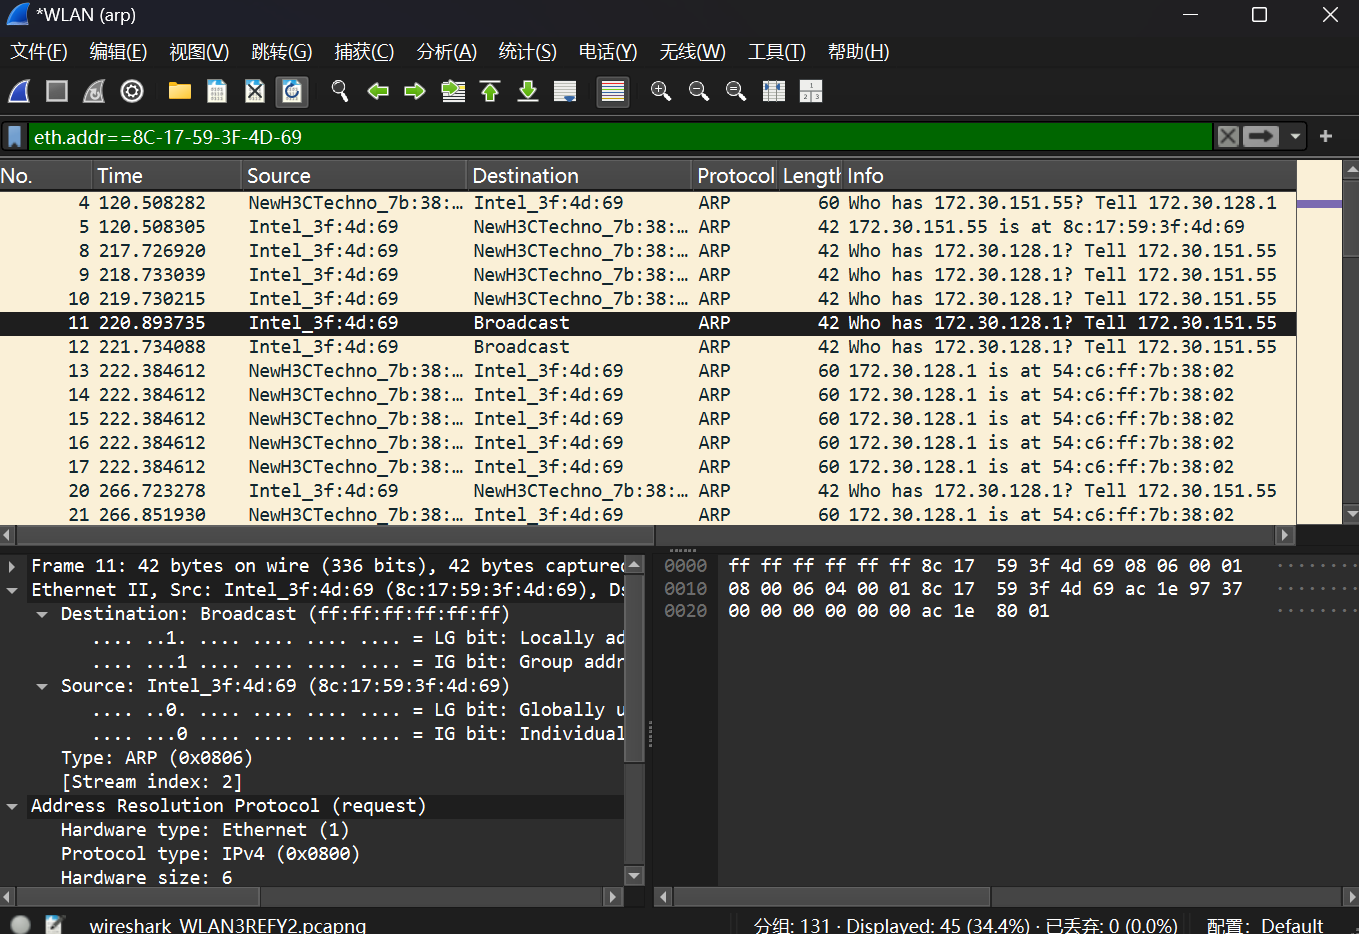 *WLAN (arp)
文件(F) 编辑(E) 视图(V) 跳转(G) 捕获(C) 分析(A) 统计(S) 电话(Y) 无线(W) 工具(T) 帮助(H)
eth.addr==8C-17-59-3F-4D-69
No. Time Source Destination Protocol Length Info
4 120.508282 NewH3CTechno_7b:38:… Intel_3f:4d:69 ARP 60 Who has 172.30.151.55? Tell 172.30.128.1
5 120.508305 Intel_3f:4d:69 NewH3CTechno_7b:38:… ARP 42 172.30.151.55 is at 8c:17:59:3f:4d:69
8 217.726920 Intel_3f:4d:69 NewH3CTechno_7b:38:… ARP 42 Who has 172.30.128.1? Tell 172.30.151.55
9 218.733039 Intel_3f:4d:69 NewH3CTechno_7b:38:… ARP 42 Who has 172.30.128.1? Tell 172.30.151.55
10 219.730215 Intel_3f:4d:69 NewH3CTechno_7b:38:… ARP 42 Who has 172.30.128.1? Tell 172.30.151.55
11 220.893735 Intel_3f:4d:69 Broadcast ARP 42 Who has 172.30.128.1? Tell 172.30.151.55
12 221.734088 Intel_3f:4d:69 Broadcast ARP 42 Who has 172.30.128.1? Tell 172.30.151.55
13 222.384612 NewH3CTechno_7b:38:… Intel_3f:4d:69 ARP 60 172.30.128.1 is at 54:c6:ff:7b:38:02
14 222.384612 NewH3CTechno_7b:38:… Intel_3f:4d:69 ARP 60 172.30.128.1 is at 54:c6:ff:7b:38:02
15 222.384612 NewH3CTechno_7b:38:… Intel_3f:4d:69 ARP 60 172.30.128.1 is at 54:c6:ff:7b:38:02
16 222.384612 NewH3CTechno_7b:38:… Intel_3f:4d:69 ARP 60 172.30.128.1 is at 54:c6:ff:7b:38:02
17 222.384612 NewH3CTechno_7b:38:… Intel_3f:4d:69 ARP 60 172.30.128.1 is at 54:c6:ff:7b:38:02
20 266.723278 Intel_3f:4d:69 NewH3CTechno_7b:38:… ARP 42 Who has 172.30.128.1? Tell 172.30.151.55
21 266.851930 NewH3CTechno_7b:38:… Intel_3f:4d:69 ARP 60 172.30.128.1 is at 54:c6:ff:7b:38:02
Frame 11: 42 bytes on wire (336 bits), 42 bytes captured
Ethernet II, Src: Intel_3f:4d:69 (8c:17:59:3f:4d:69), Ds
Destination: Broadcast (ff:ff:ff:ff:ff:ff)
.... ..1. .... .... .... .... = LG bit: Locally ad
.... ...1 .... .... .... .... = IG bit: Group addr
Source: Intel_3f:4d:69 (8c:17:59:3f:4d:69)
.... ..0. .... .... .... .... = LG bit: Globally u
.... ...0 .... .... .... .... = IG bit: Individual
Type: ARP (0x0806)
[Stream index: 2]
Address Resolution Protocol (request)
Hardware type: Ethernet (1)
Protocol type: IPv4 (0x0800)
Hardware size: 6
0000 ff ff ff ff ff ff 8c 17 59 3f 4d 69 08 06 00 01 ········
0010 08 00 06 04 00 01 8c 17 59 3f 4d 69 ac 1e 97 37 ········
0020 00 00 00 00 00 00 ac 1e 80 01 ········
wireshark_WLAN3REFY2.pcapng 分组: 131 · Displayed: 45 (34.4%) · 已丢弃: 0 (0.0%) 配置: Default